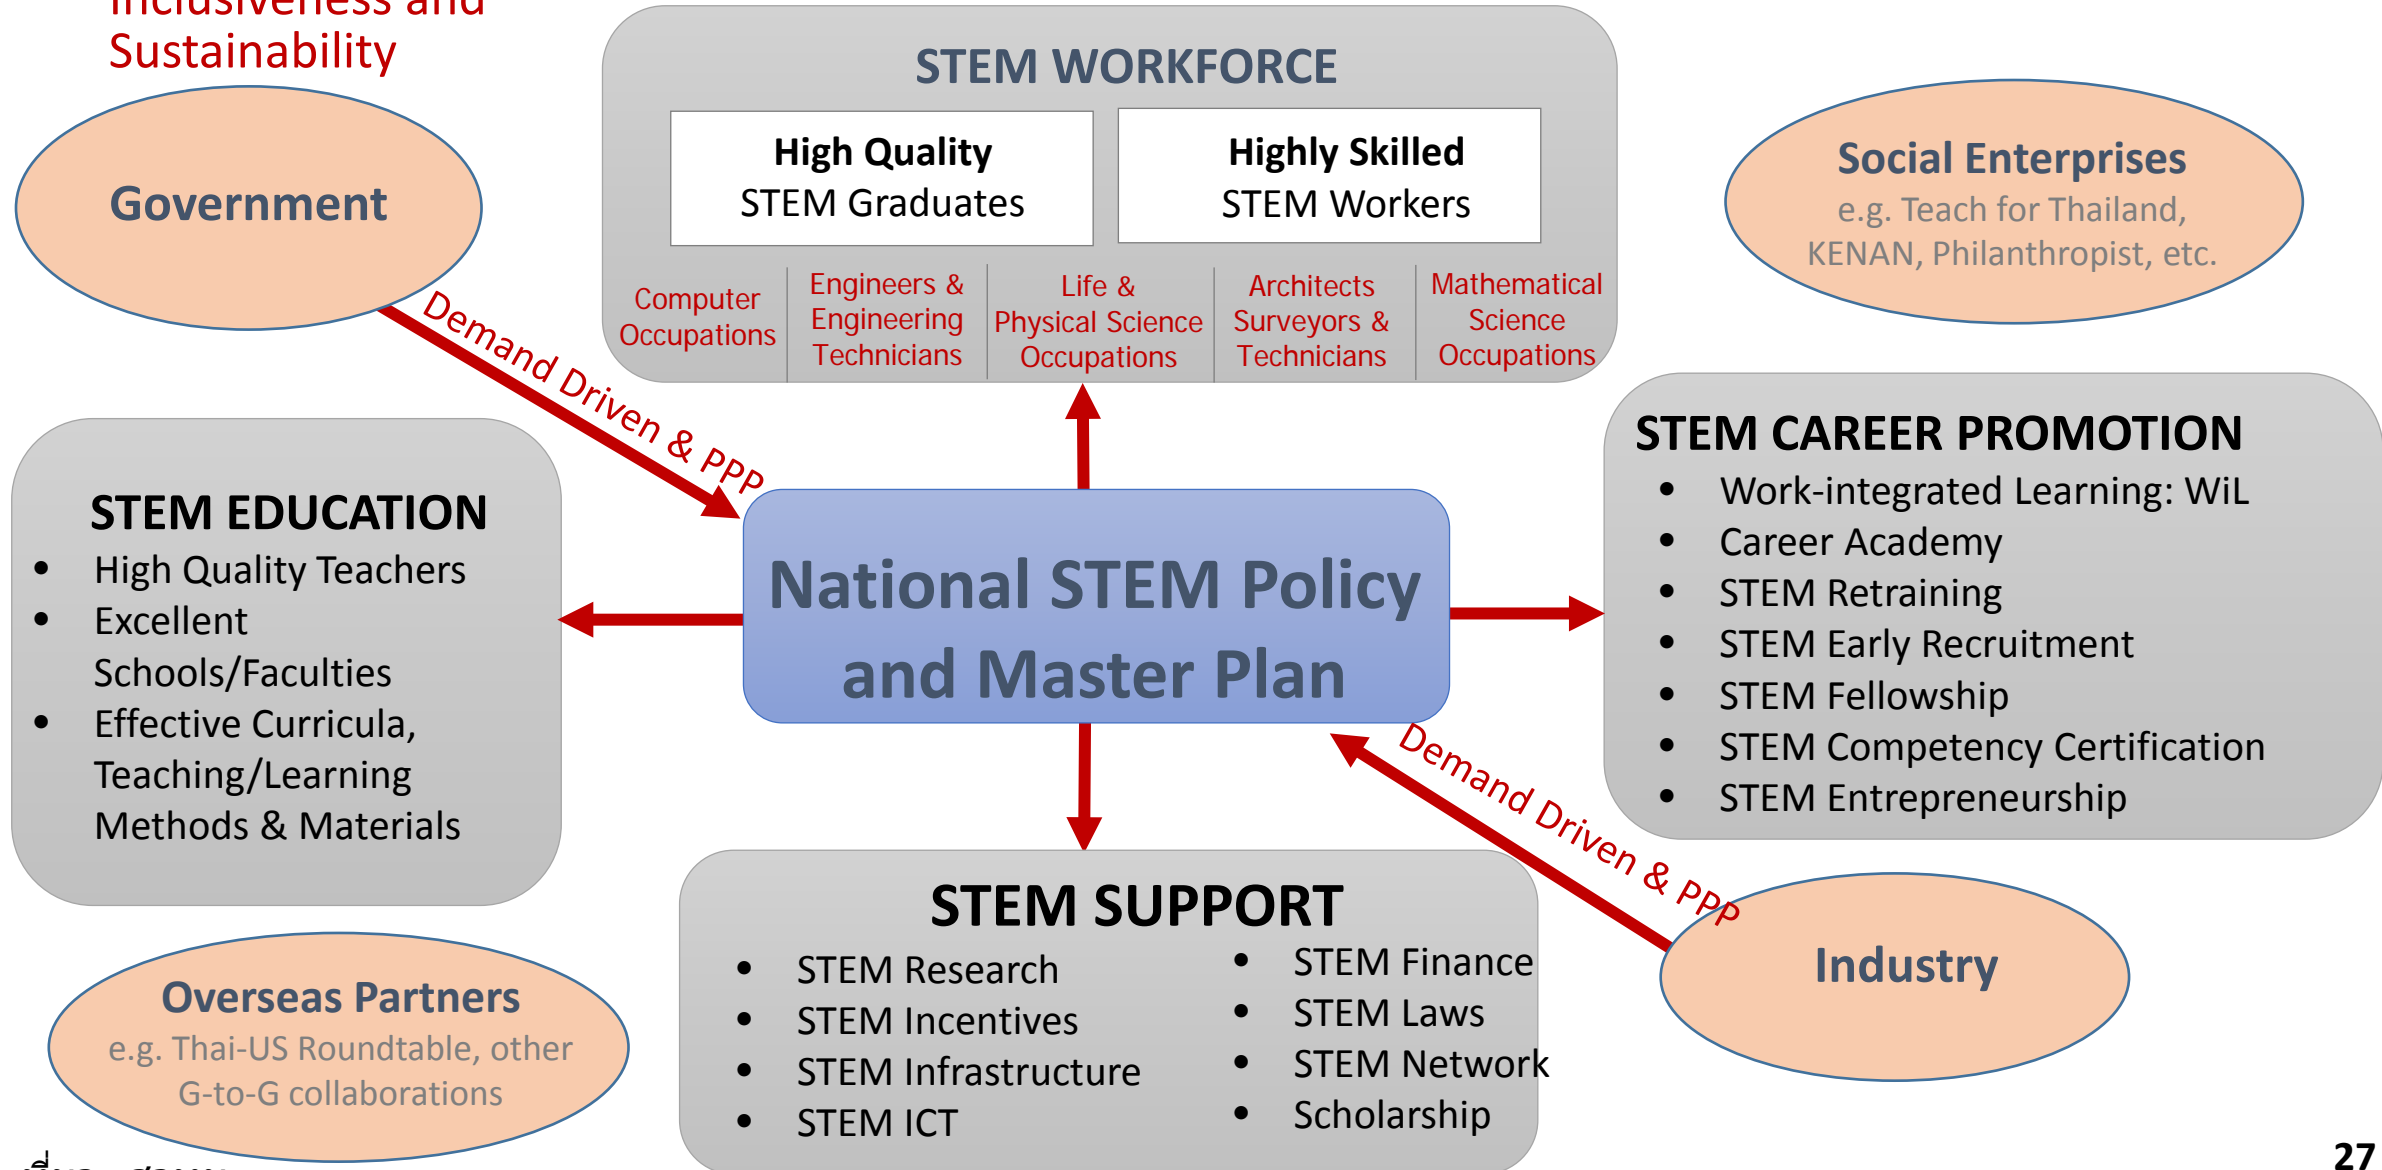 Inclusiveness and
Sustainability
STEM WORKFORCE
High Quality
STEM Graduates
Highly Skilled
STEM Workers
Computer
Occupations
Engineers &
Engineering
Technicians
Life &
Physical Science
Occupations
Architects
Surveyors &
Technicians
Mathematical
Science
Occupations
Government
Social Enterprises
e.g. Teach for Thailand,
KENAN, Philanthropist, etc.
Demand Driven & PPP
STEM EDUCATION
• High Quality Teachers
• Excellent
Schools/Faculties
• Effective Curricula,
Teaching/Learning
Methods & Materials
National STEM Policy
and Master Plan
STEM CAREER PROMOTION
• Work-integrated Learning: WiL
• Career Academy
• STEM Retraining
• STEM Early Recruitment
• STEM Fellowship
• STEM Competency Certification
• STEM Entrepreneurship
Demand Driven & PPP
STEM SUPPORT
• STEM Research
• STEM Incentives
• STEM Infrastructure
• STEM ICT
• STEM Finance
• STEM Laws
• STEM Network
• Scholarship
Overseas Partners
e.g. Thai-US Roundtable, other
G-to-G collaborations
Industry
27